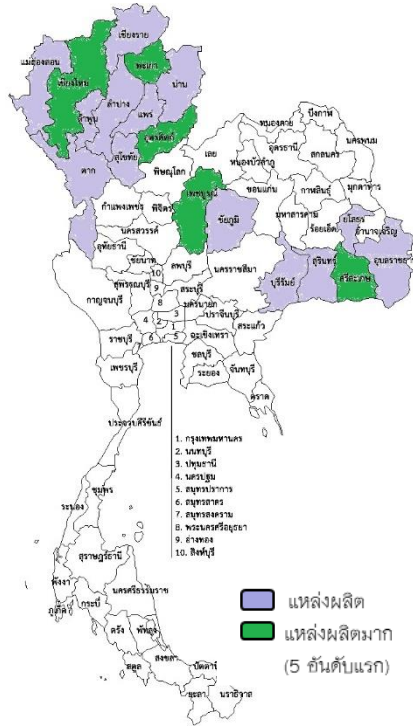 เชียงราย
แม่ฮ่องสอน
เชียงใหม่
พะเยา
น่าน
ลำปาง
ลำพูน
แพร่
อุตรดิตถ์
สุโขทัย
ตาก
พิษณุโลก
เลย
หนองคาย
บึงกาฬ
อุดรธานี
หนองบัวลำภู
สกลนคร
นครพนม
กำแพงเพชร
พิจิตร
เพชรบูรณ์
ชัยภูมิ
ขอนแก่น
กาฬสินธุ์
มุกดาหาร
มหาสารคาม
ร้อยเอ็ด
ยโสธร
อำนาจเจริญ
นครสวรรค์
อุทัยธานี
ชัยนาท
ลพบุรี
นครราชสีมา
บุรีรัมย์
สุรินทร์
ศรีสะเกษ
อุบลราชธานี
10
สุพรรณบุรี
9
สระบุรี
กาญจนบุรี
8
นครนายก
ปราจีนบุรี
4
2
3
1
สระแก้ว
ราชบุรี
6
5
ฉะเชิงเทรา
ชลบุรี
เพชรบุรี
ระยอง
จันทบุรี
ตราด
ประจวบคีรีขันธ์
1. กรุงเทพมหานคร
2. นนทบุรี
3. ปทุมธานี
4. นครปฐม
5. สมุทรปราการ
6. สมุทรสาคร
7. สมุทรสงคราม
8. พระนครศรีอยุธยา
9. อ่างทอง
10. สิงห์บุรี
ชุมพร
ระนอง
สุราษฎร์ธานี
พังงา
ภูเก็ต
กระบี่
นครศรีธรรมราช
ตรัง
พัทลุง
สงขลา
สตูล
ปัตตานี
ยะลา
นราธิวาส
แหล่งผลิต
แหล่งผลิตมาก
(5 อันดับแรก)